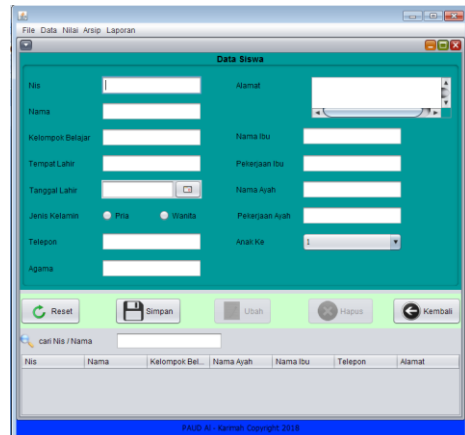 File Data Nilai Arsip Laporan
Data Siswa
Nis
Alamat
Nama
Kelompok Belajar
Nama Ibu
Tempat Lahir
Pekerjaan Ibu
Tanggal Lahir
Nama Ayah
Jenis Kelamin Pria Wanita
Pekerjaan Ayah
Telepon
Anak Ke 1
Agama
Reset Simpan Ubah Hapus Kembali
cari Nis / Nama
Nis Nama Kelompok Bel... Nama Ayah Nama Ibu Telepon Alamat
PAUD Al - Karimah Copyright 2018